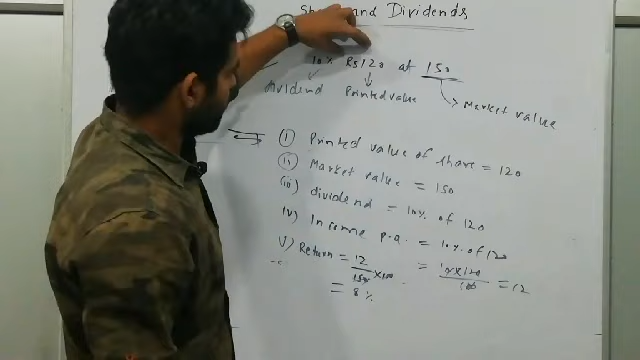 and Dividends
10% Rs120 at 150
Dividend Printed value
Market value
(i) Printed value of share = 120
(ii) Market value = 150
(iii) dividend = 10% of 120
(iv) Income p.a. = 10% of 120
= 10x120/100 = 12
v) Return = 12/150 x 100
= 8%